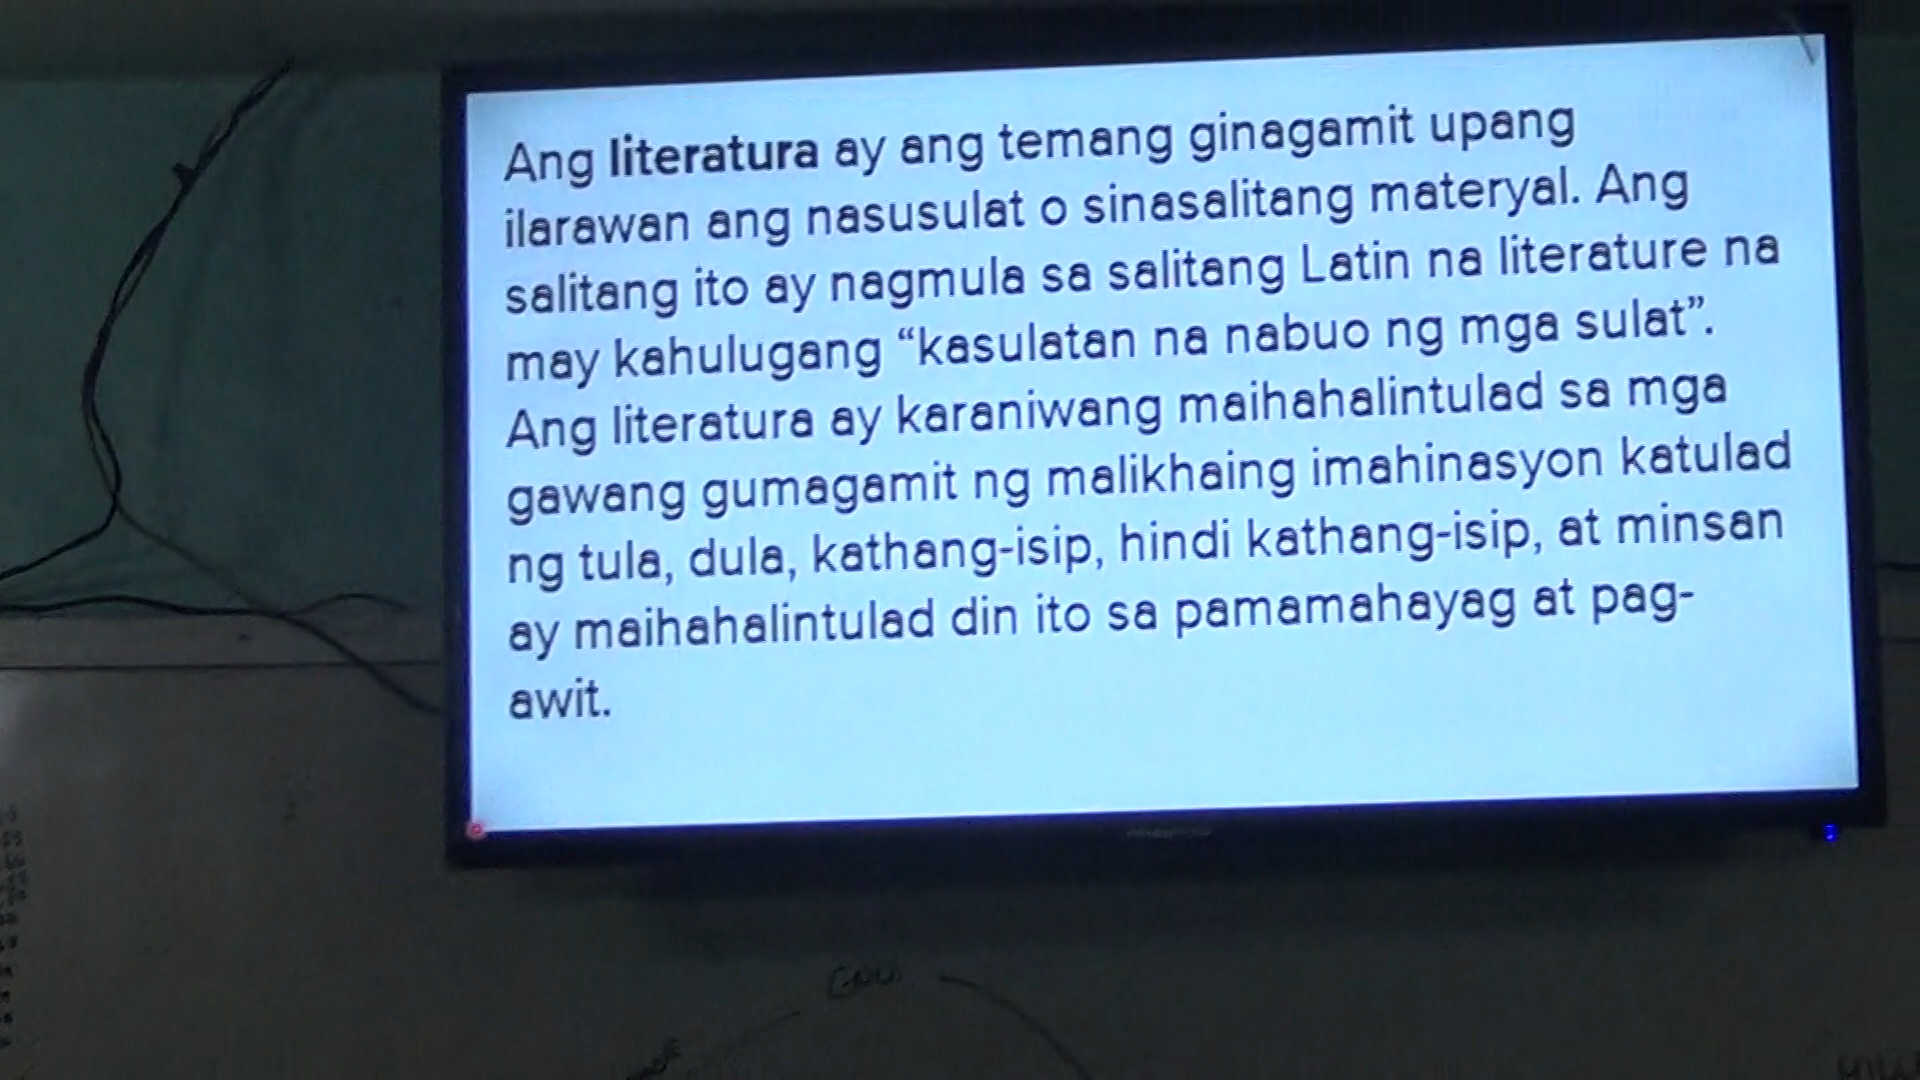 Ang literatura ay ang temang ginagamit upang
ilarawan ang nasusulat o sinasalitang materyal. Ang
salitang ito ay nagmula sa salitang Latin na literature na
may kahulugang “kasulatan na nabuo ng mga sulat”.
Ang literatura ay karaniwang maihahalintulad sa mga
gawang gumagamit ng malikhaing imahinasyon katulad
ng tula, dula, kathang-isip, hindi kathang-isip, at minsan
ay maihahalintulad din ito sa pamamahayag at pag-
awit.